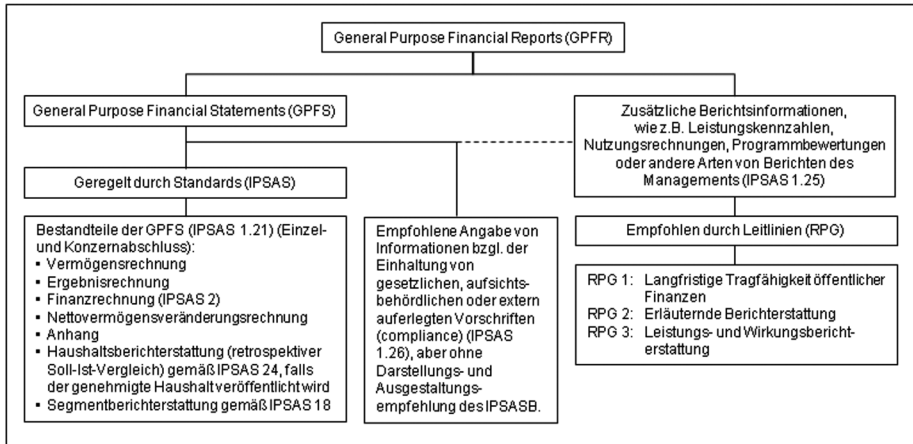 General Purpose Financial Reports (GPFR)
General Purpose Financial Statements (GPFS)
Zusätzliche Berichtsinformationen,
wie z.B. Leistungskennzahlen,
Nutzungsrechnungen, Programmbewertungen
oder andere Arten von Berichten des
Managements (IPSAS 1.25)
Geregelt durch Standards (IPSAS)
Bestandteile der GPFS (IPSAS 1.21) (Einzel-
und Konzernabschluss):
▪ Vermögensrechnung
▪ Ergebnisrechnung
▪ Finanzrechnung (IPSAS 2)
▪ Nettovermögensveränderungsrechnung
▪ Anhang
▪ Haushaltsberichterstattung (retrospektiver
Soll-Ist-Vergleich) gemäß IPSAS 24, falls
der genehmigte Haushalt veröffentlicht wird
▪ Segmentberichterstattung gemäß IPSAS 18
Empfohlene Angabe von
Informationen bzgl. der
Einhaltung von
gesetzlichen, aufsichts-
behördlichen oder extern
auferlegten Vorschriften
(compliance) (IPSAS
1.26), aber ohne
Darstellungs- und
Ausgestaltungs-
empfehlung des IPSASB.
Empfohlen durch Leitlinien (RPG)
RPG 1: Langfristige Tragfähigkeit öffentlicher
Finanzen
RPG 2: Erläuternde Berichterstattung
RPG 3: Leistungs- und Wirkungsbericht-
erstattung